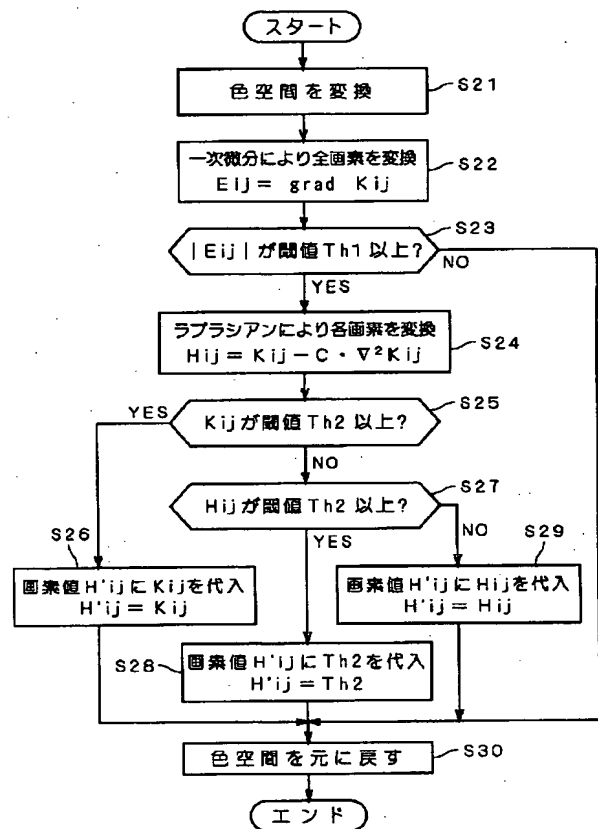 スタート
色空間を変換
S21
一次微分により全画素を変換
Eij= grad Kij
S22
|Eij|が閾値Th1以上?
S23
NO
YES
ラプラシアンにより各画素を変換
Hij=Kij−C・∇²Kij
S24
Kijが閾値Th2以上?
S25
YES
NO
Hijが閾値Th2以上?
S27
YES
NO
S26
画素値H'ijにKijを代入
H'ij=Kij
S29
画素値H'ijにHijを代入
H'ij=Hij
S28
画素値H'ijにTh2を代入
H'ij=Th2
色空間を元に戻す
S30
エンド